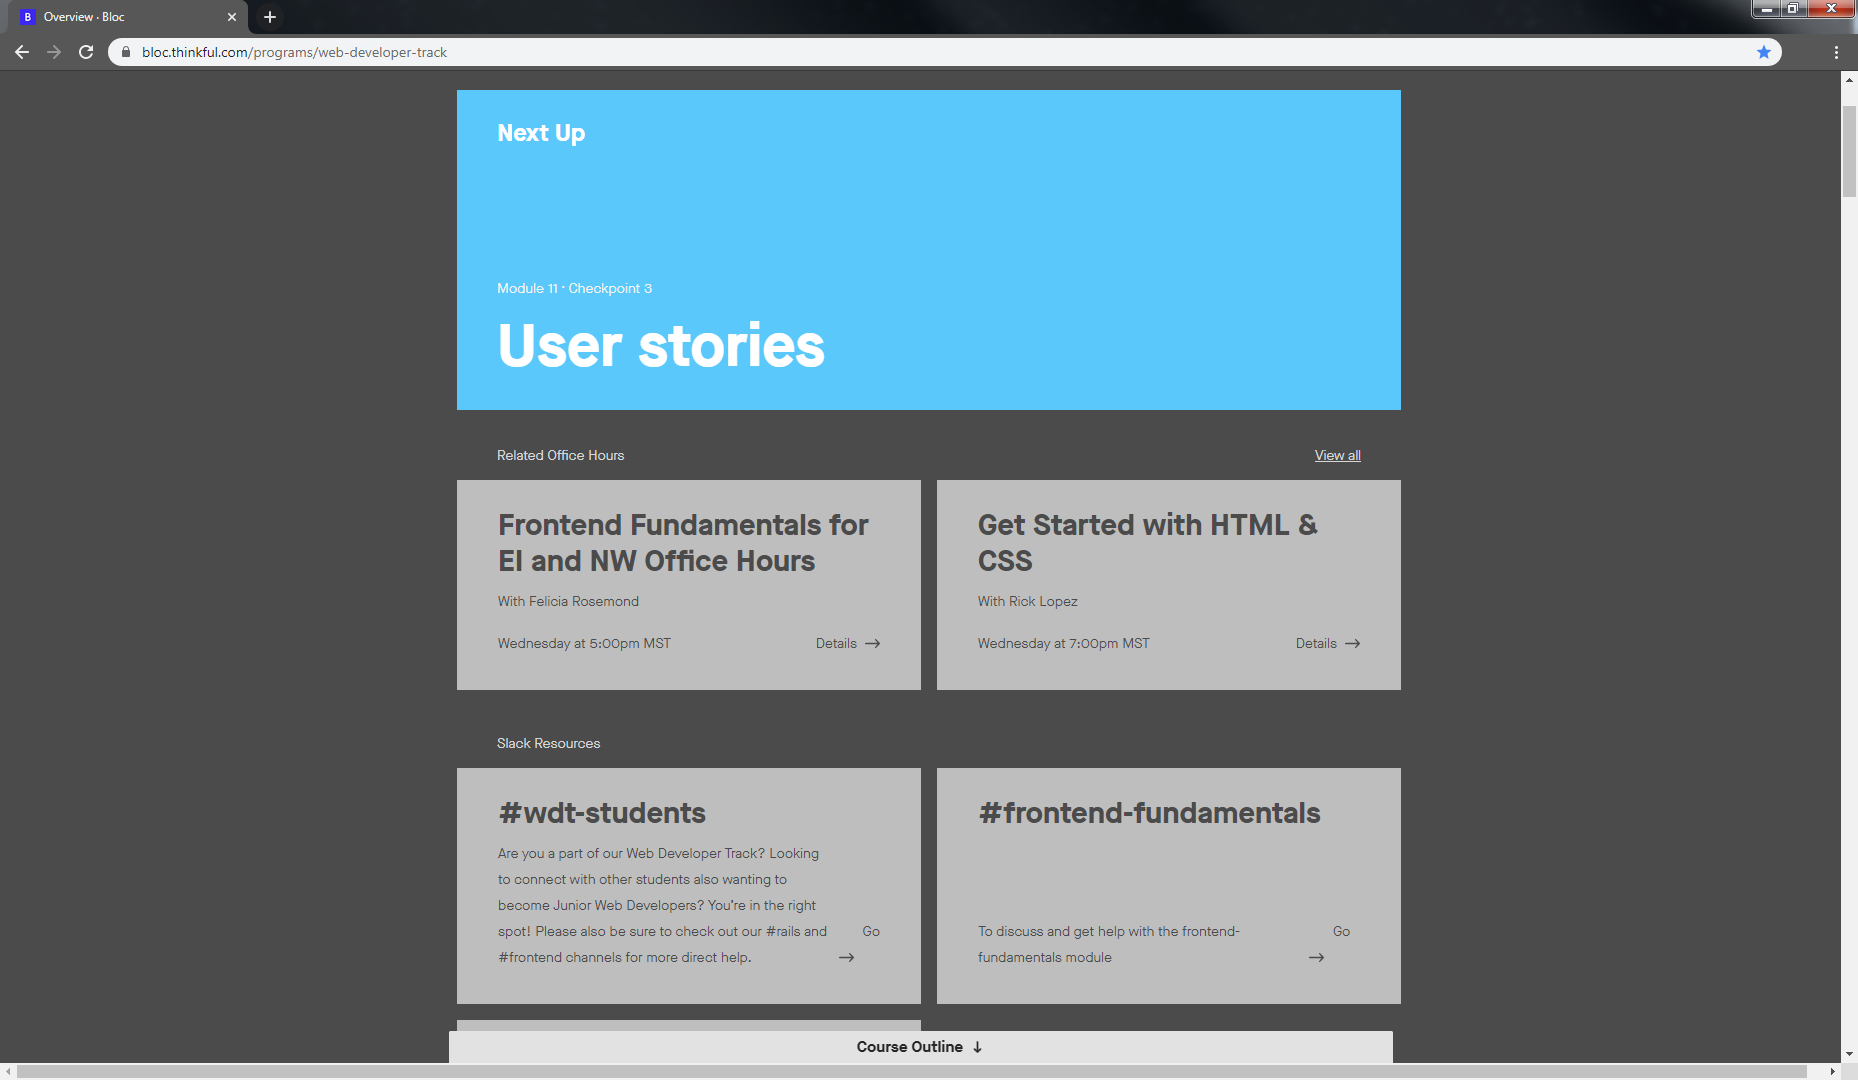 B Overview · Bloc
bloc.thinkful.com/programs/web-developer-track
Next Up
Module 11 · Checkpoint 3
User stories
Related Office Hours
View all
Frontend Fundamentals for
EI and NW Office Hours
With Felicia Rosemond
Wednesday at 5:00pm MST
Details →
Get Started with HTML &
CSS
With Rick Lopez
Wednesday at 7:00pm MST
Details →
Slack Resources
#wdt-students
Are you a part of our Web Developer Track? Looking
to connect with other students also wanting to
become Junior Web Developers? You're in the right
spot! Please also be sure to check out our #rails and
#frontend channels for more direct help.
Go
→
#frontend-fundamentals
To discuss and get help with the frontend-
fundamentals module
Go
→
Course Outline ↓